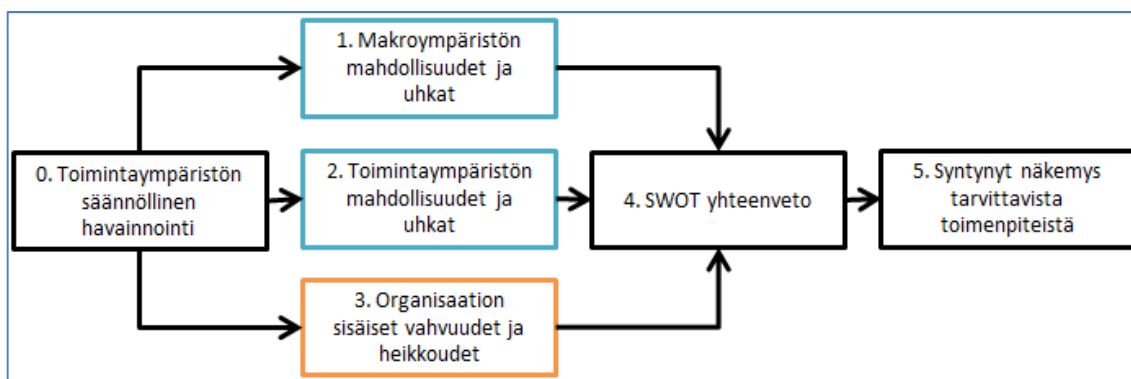 1. Makroympäristön
mahdollisuudet ja
uhkat
0. Toimintaympäristön
säännöllinen
havainnointi
2. Toimintaympäristön
mahdollisuudet ja
uhkat
3. Organisaation
sisäiset vahvuudet ja
heikkoudet
4. SWOT yhteenveto
5. Syntynyt näkemys
tarvittavista
toimenpiteistä